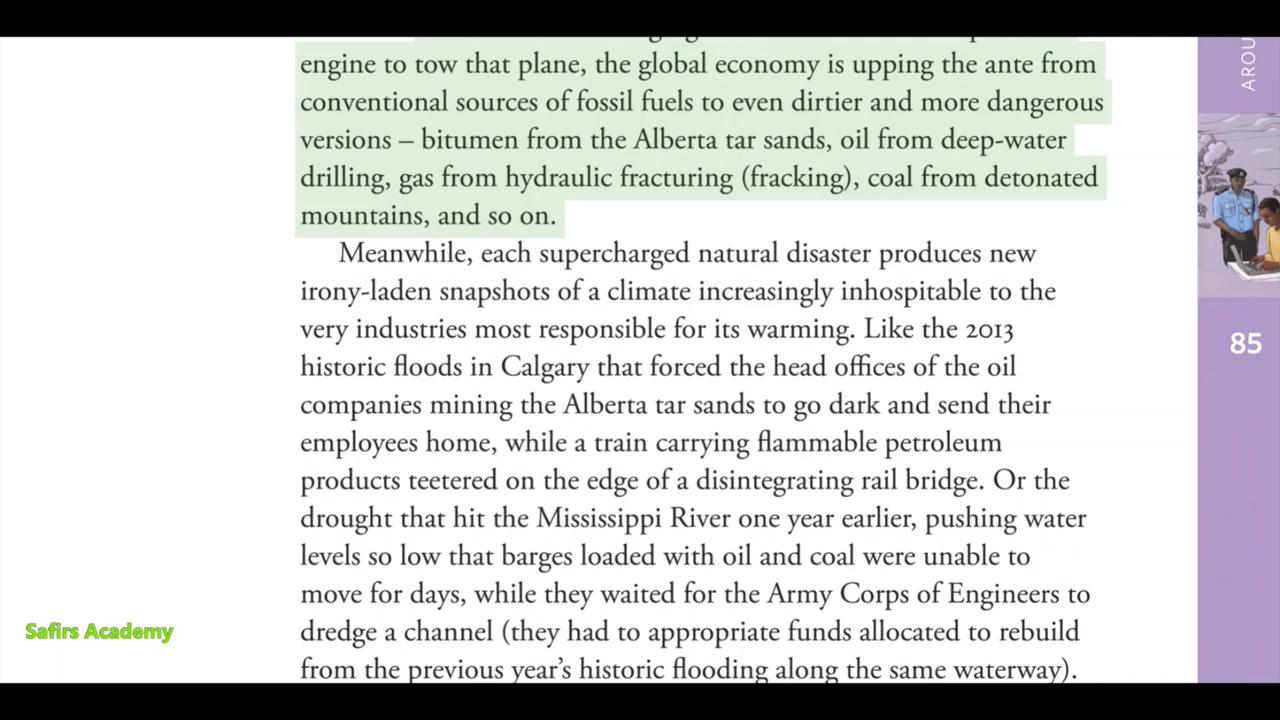 engine to tow that plane, the global economy is upping the ante from
conventional sources of fossil fuels to even dirtier and more dangerous
versions – bitumen from the Alberta tar sands, oil from deep-water
drilling, gas from hydraulic fracturing (fracking), coal from detonated
mountains, and so on.
Meanwhile, each supercharged natural disaster produces new
irony-laden snapshots of a climate increasingly inhospitable to the
very industries most responsible for its warming. Like the 2013
historic floods in Calgary that forced the head offices of the oil
companies mining the Alberta tar sands to go dark and send their
employees home, while a train carrying flammable petroleum
products teetered on the edge of a disintegrating rail bridge. Or the
drought that hit the Mississippi River one year earlier, pushing water
levels so low that barges loaded with oil and coal were unable to
move for days, while they waited for the Army Corps of Engineers to
dredge a channel (they had to appropriate funds allocated to rebuild
from the previous year's historic flooding along the same waterway).
AROU
85
Safirs Academy